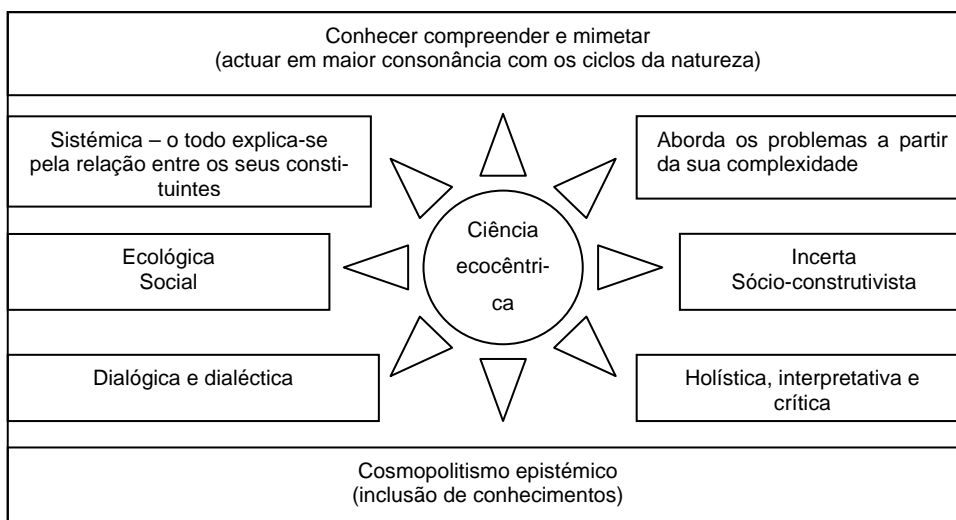 Conhecer compreender e mimetar
(actuar em maior consonância com os ciclos da natureza)
Sistémica – o todo explica-se
pela relação entre os seus consti-
tuintes
Aborda os problemas a partir
da sua complexidade
Ciência
ecocêntri-
ca
Ecológica
Social
Incerta
Sócio-construtivista
Dialógica e dialéctica
Holística, interpretativa e
crítica
Cosmopolitismo epistémico
(inclusão de conhecimentos)